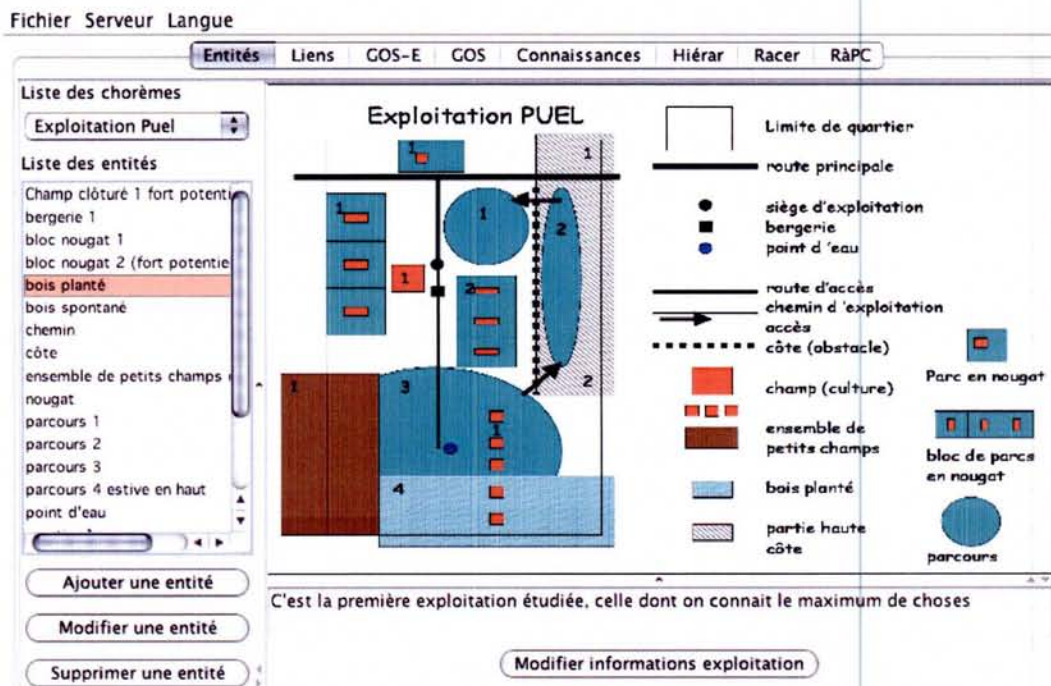 Fichier Serveur Langue
Entités Liens GOS-E GOS Connaissances Hiérar Racer RàPC
Liste des chorèmes
Exploitation Puel
Liste des entités
Champ clôturé 1 fort potenti
bergerie 1
bloc nougat 1
bloc nougat 2 (fort potentie
bois planté
bois spontané
chemin
côte
ensemble de petits champs
nougat
parcours 1
parcours 2
parcours 3
parcours 4 estive en haut
point d'eau
Ajouter une entité
Modifier une entité
Supprimer une entité
Exploitation PUEL
1
1
1
1
2
1
2
2
1
3
1
4
Limite de quartier
route principale
siège d'exploitation
bergerie
point d'eau
route d'accès
chemin d'exploitation
accès
côte (obstacle)
champ (culture)
ensemble de
petits champs
bois planté
partie haute
côte
Parc en nougat
bloc de parcs
en nougat
parcours
C'est la première exploitation étudiée, celle dont on connait le maximum de choses
Modifier informations exploitation